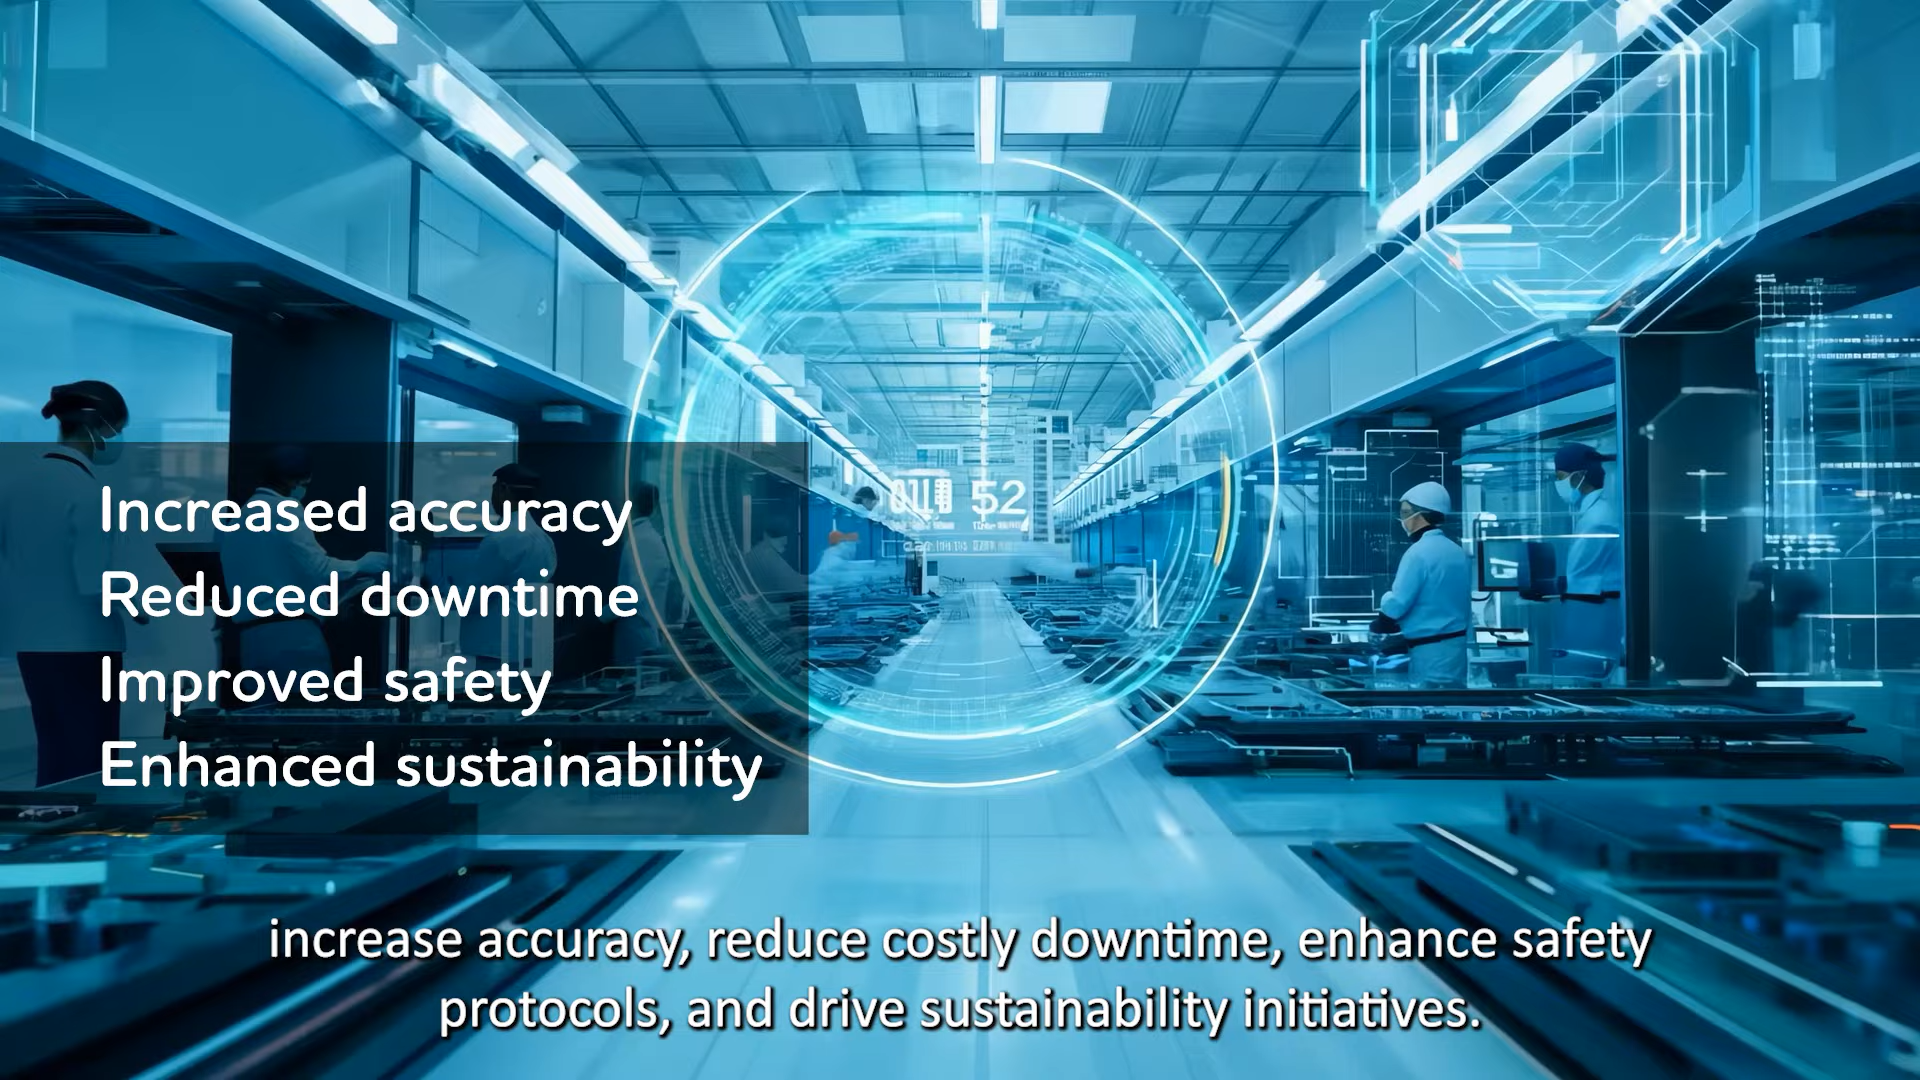 52
Increased accuracy
Reduced downtime
Improved safety
Enhanced sustainability
increase accuracy, reduce costly downtime, enhance safety
protocols, and drive sustainability initiatives.